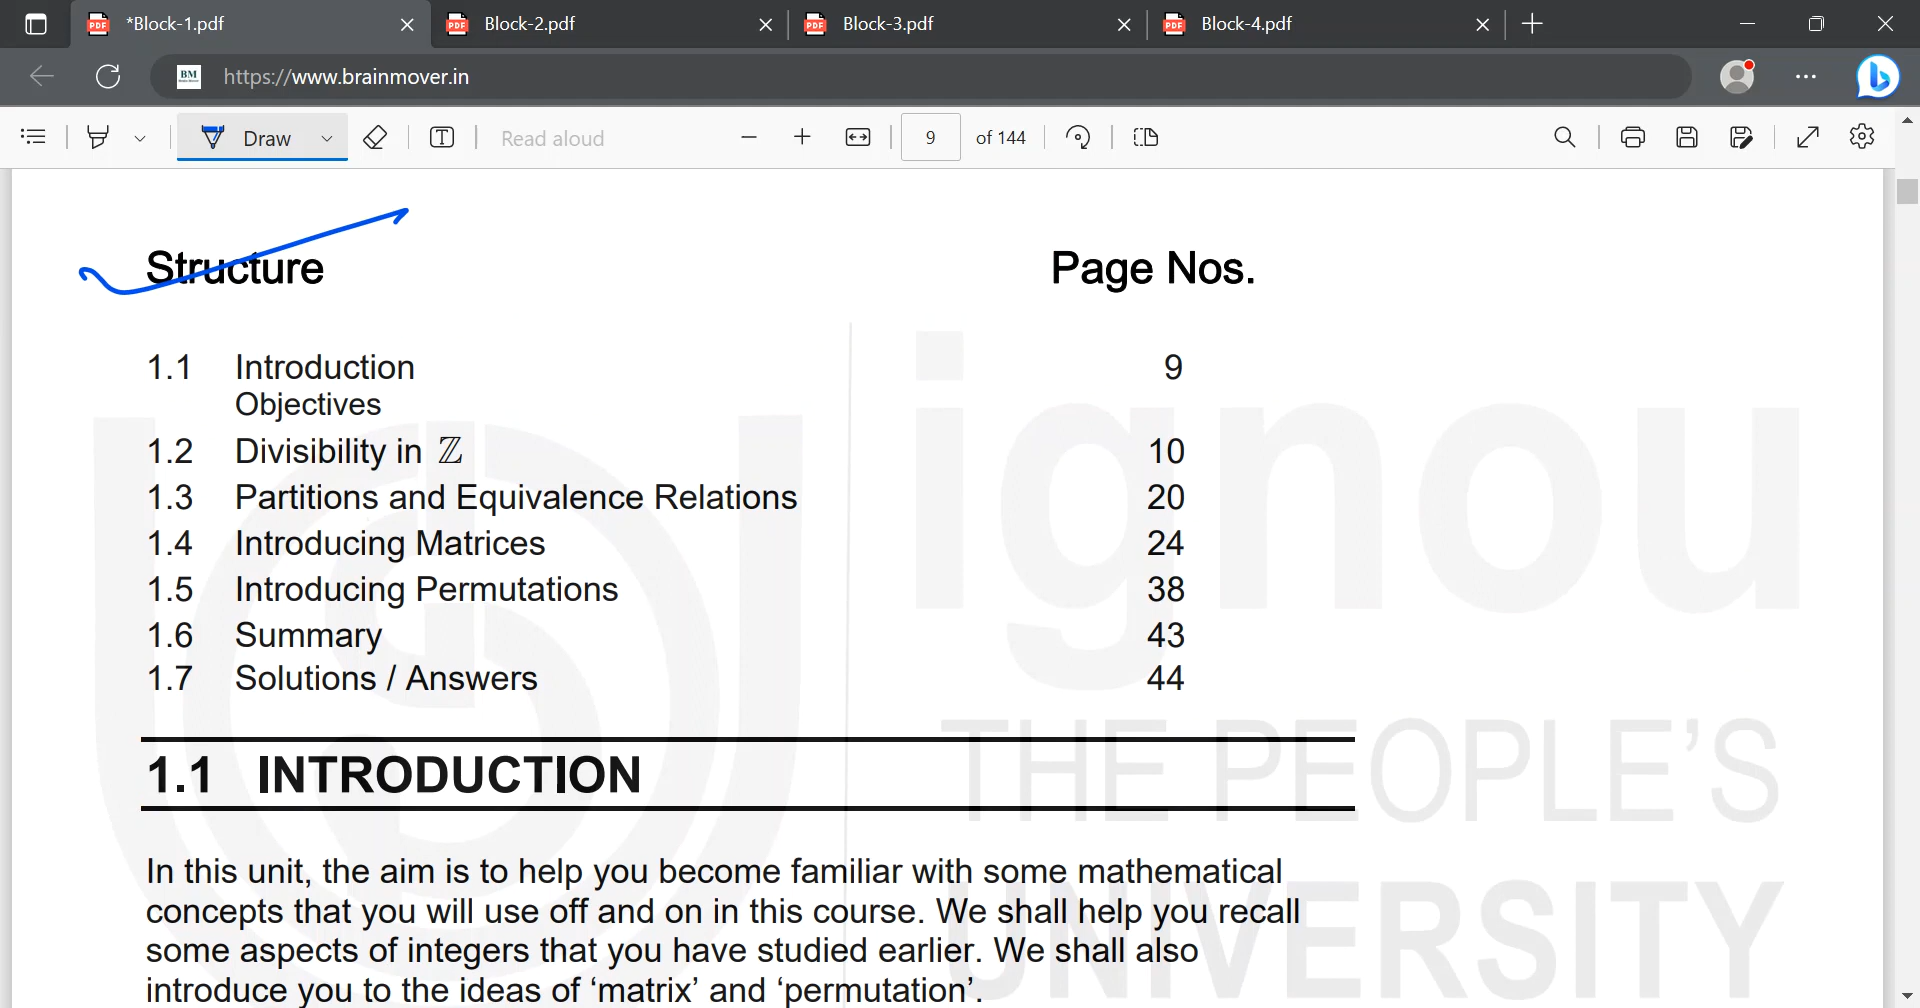 *Block-1.pdf
Block-2.pdf
Block-3.pdf
Block-4.pdf
BM
https://www.brainmover.in
Draw
Read aloud
9 of 144
Structure Page Nos.
1.1 Introduction 9
Objectives
1.2 Divisibility in ℤ 10
1.3 Partitions and Equivalence Relations 20
1.4 Introducing Matrices 24
1.5 Introducing Permutations 38
1.6 Summary 43
1.7 Solutions / Answers 44
ignou
THE PEOPLE'S
UNIVERSITY
1.1 INTRODUCTION
In this unit, the aim is to help you become familiar with some mathematical
concepts that you will use off and on in this course. We shall help you recall
some aspects of integers that you have studied earlier. We shall also
introduce you to the ideas of ‘matrix’ and ‘permutation’.